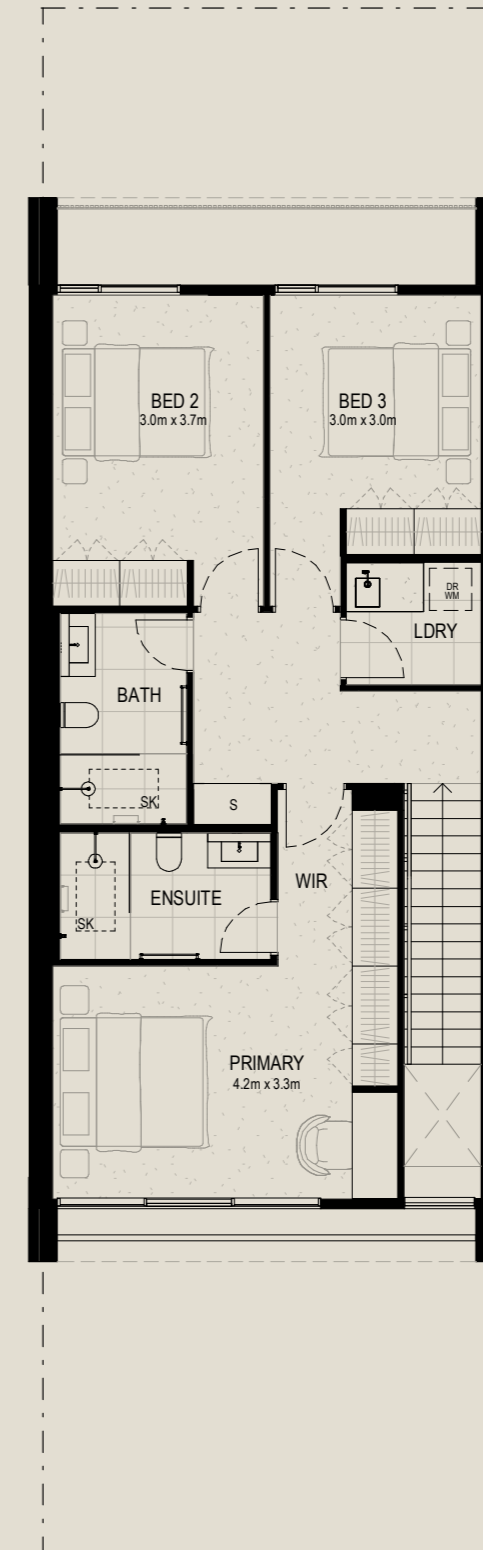 BED 2
3.0m x 3.7m
BED 3
3.0m x 3.0m
DR
WM
LDRY
BATH
SK
S
WIR
ENSUITE
SK
PRIMARY
4.2m x 3.3m